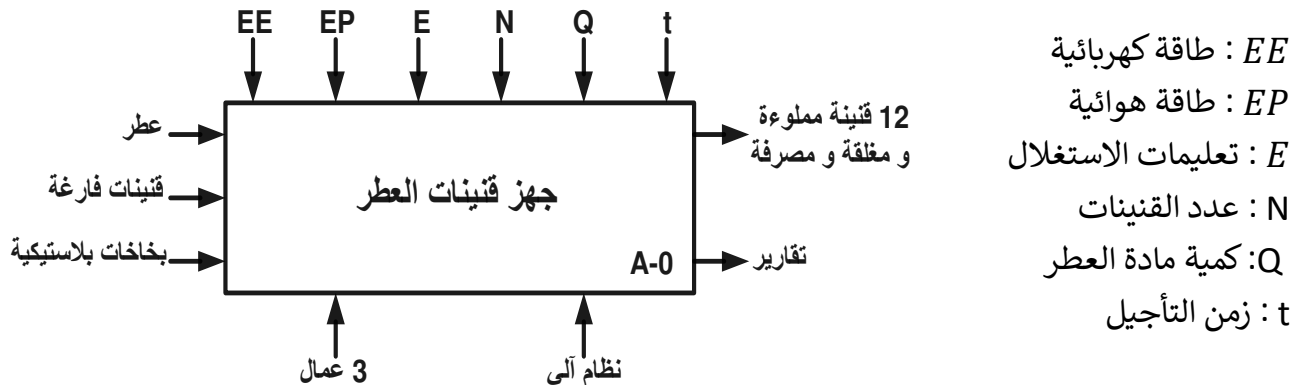 EE EP E N Q t
EE : طاقة كهربائية
EP : طاقة هوائية
E : تعليمات الاستغلال
N : عدد القنينات
Q: كمية مادة العطر
t : زمن التأجيل
عطر
قنينات فارغة
بخاخات بلاستيكية
جهز قنينات العطر
A-0
12 قنينة مملوءة
و مغلقة و مصرفة
تقارير
3 عمال
نظام آلي